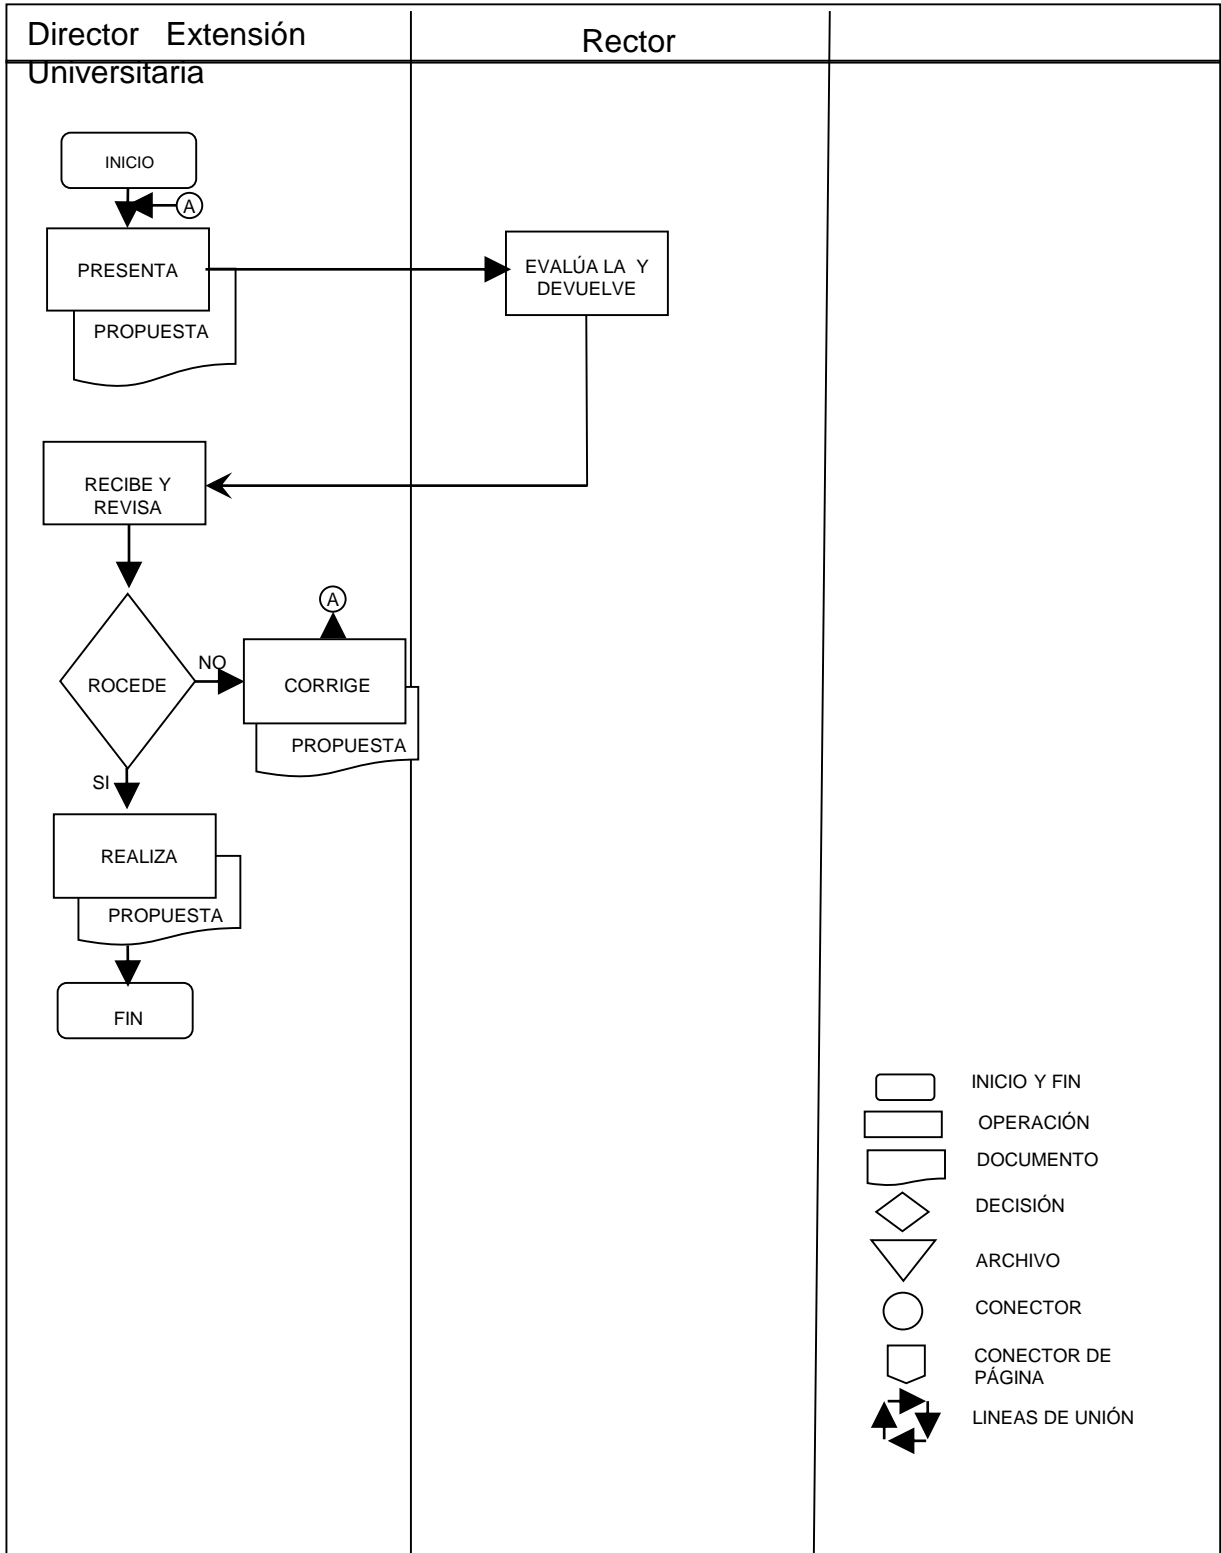 Director Extensión
Universitaria
Rector
INICIO
A
PRESENTA
PROPUESTA
EVALÚA LA Y
DEVUELVE
RECIBE Y
REVISA
A
ROCEDE
NO
CORRIGE
PROPUESTA
SI
REALIZA
PROPUESTA
FIN
INICIO Y FIN
OPERACIÓN
DOCUMENTO
DECISIÓN
ARCHIVO
CONECTOR
CONECTOR DE
PÁGINA
LINEAS DE UNIÓN